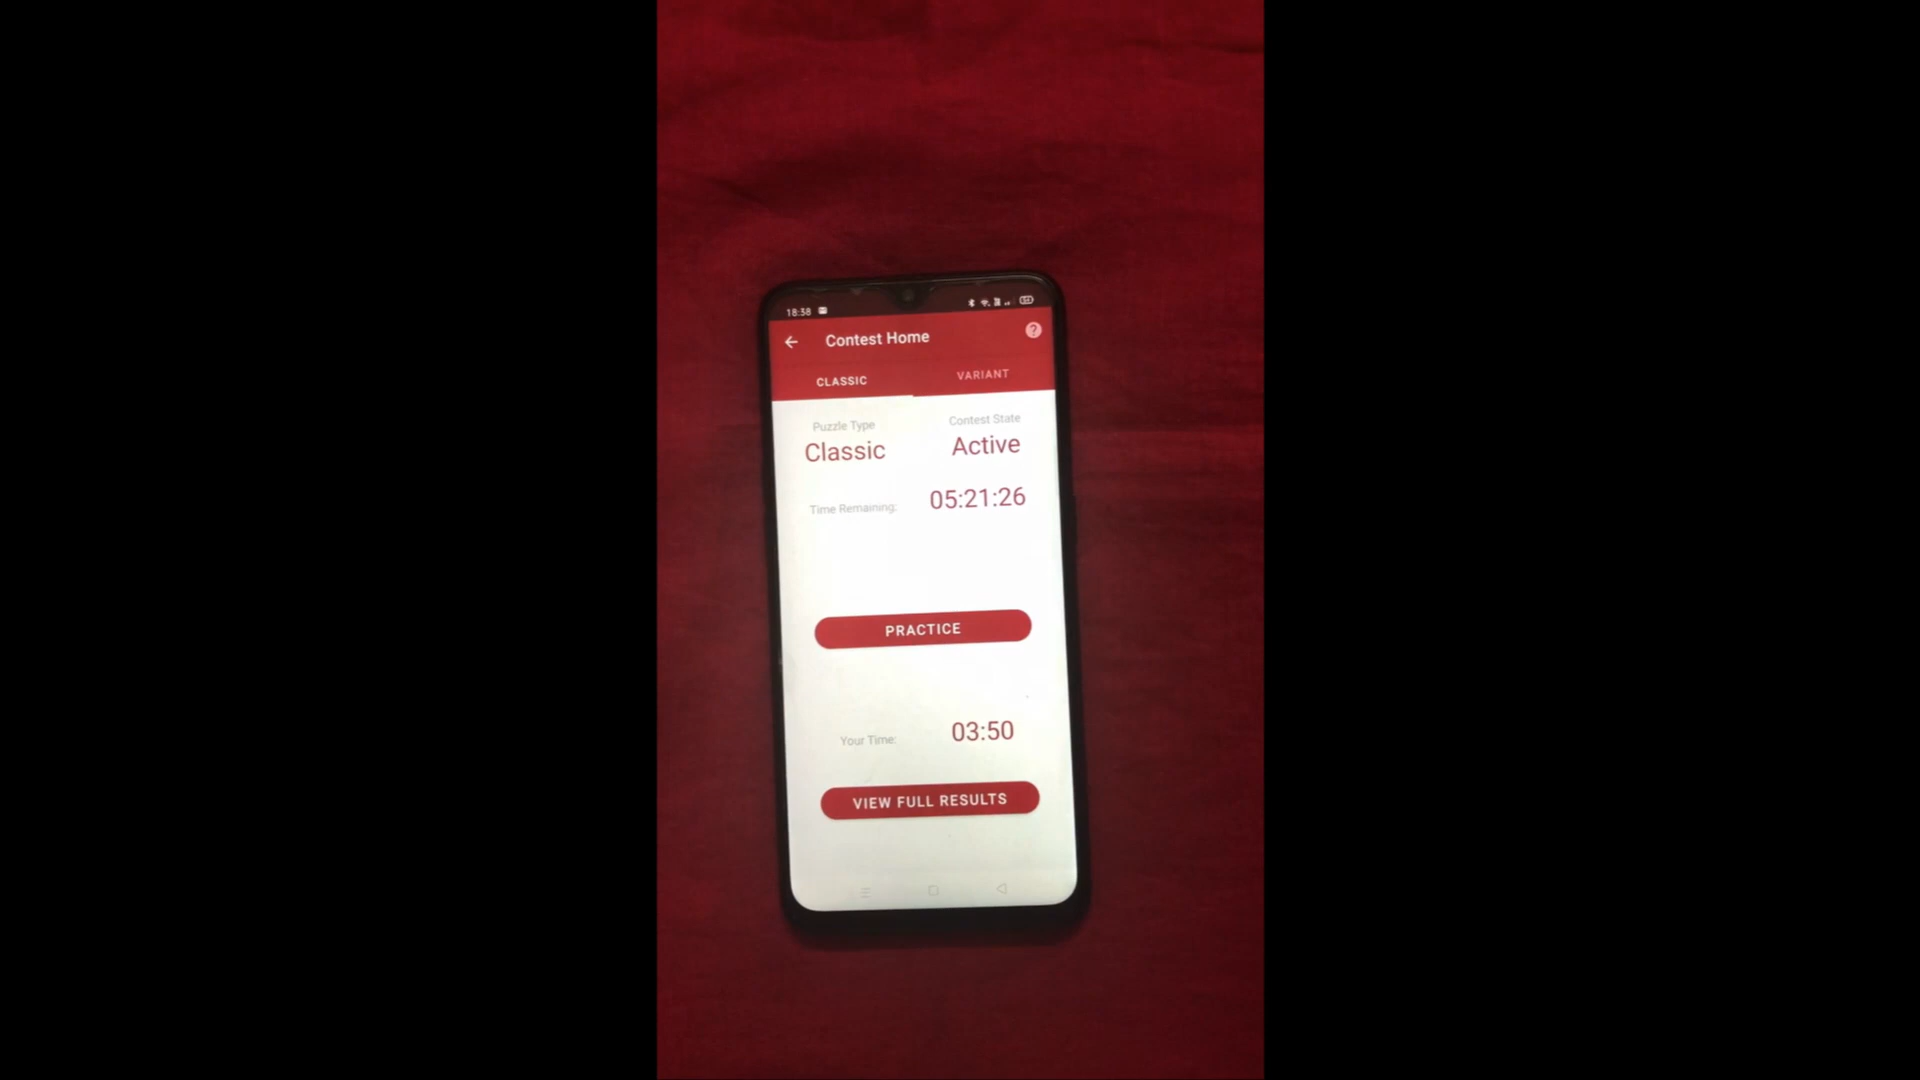 18:38
Contest Home
?
CLASSIC
VARIANT
Puzzle Type
Contest State
Classic
Active
Time Remaining:
05:21:26
PRACTICE
Your Time:
03:50
VIEW FULL RESULTS